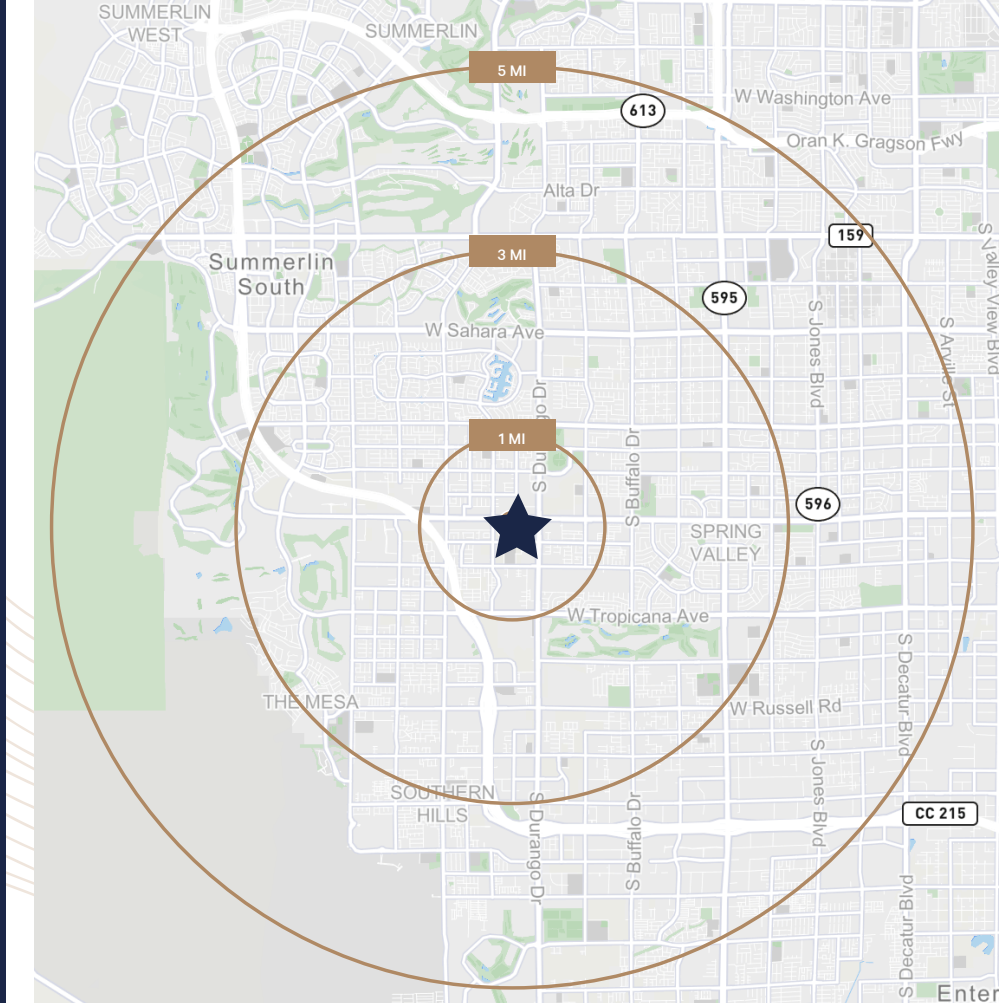 SUMMERLIN
WEST
SUMMERLIN
5 MI
W Washington Ave
613
Oran K. Gragson Fwy
Alta Dr
159
S Valley View Blvd
3 MI
Summerlin
South
595
W Sahara Ave
S Jones Blvd
S Arville St
1 MI
S Buffalo Dr
596
SPRING
VALLEY
W Tropicana Ave
S Decatur Blvd
THE MESA
W Russell Rd
S Jones Blvd
SOUTHERN
HILLS
S Durango Dr
S Buffalo Dr
CC 215
S Decatur Blvd
Enter